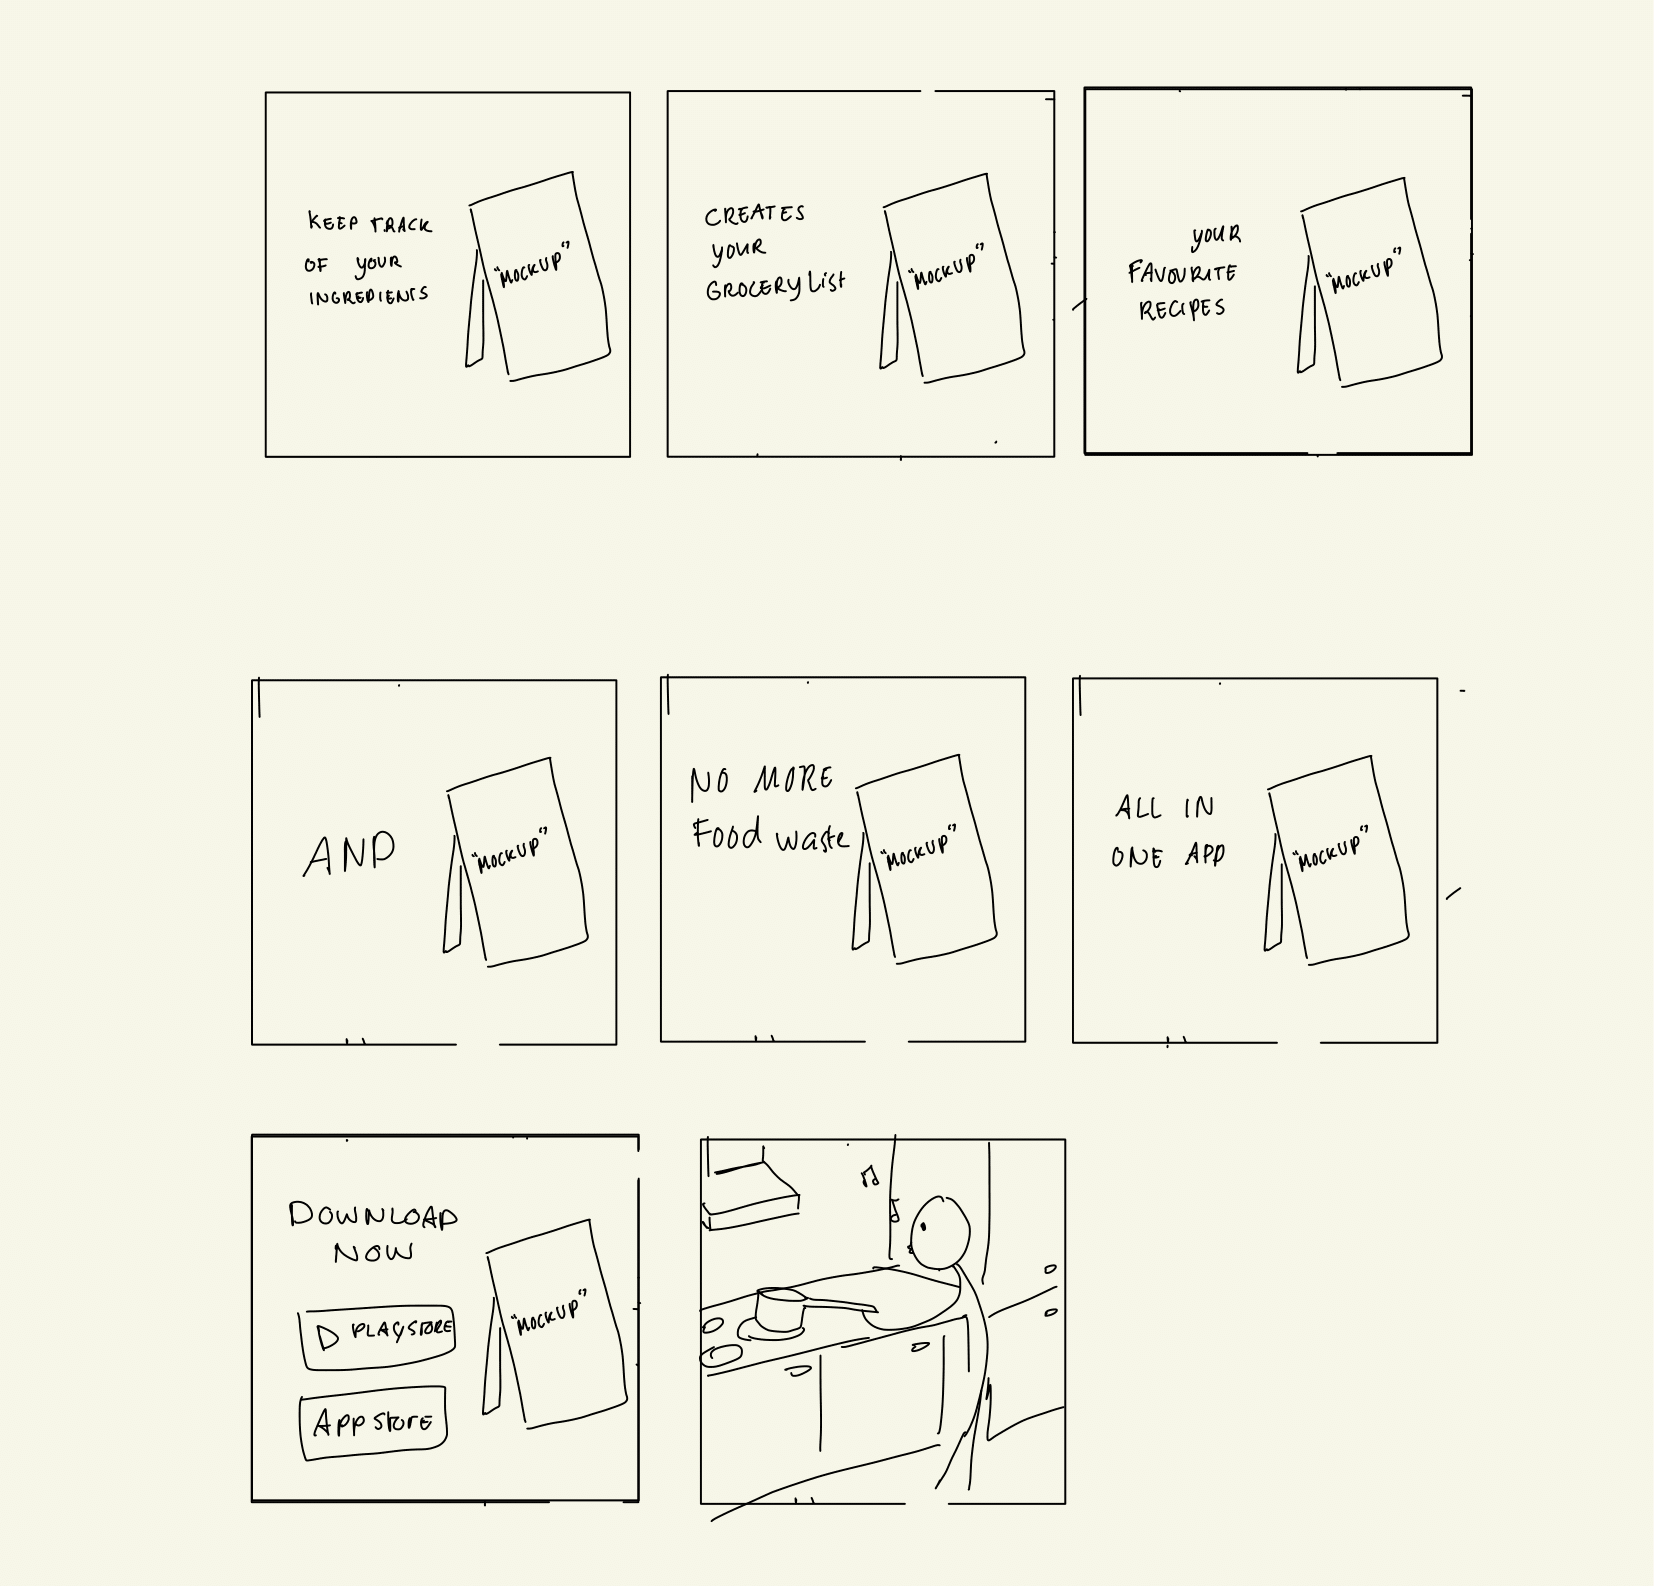 KEEP TRACK
OF YOUR
INGREDIENTS
"MOCKUP"
CREATES
YOUR
GROCERY List
"MOCKUP"
YOUR
FAVOURITE
RECIPES
"MOCKUP"
AND
"MOCKUP"
NO MORE
Food waste
"MOCKUP"
ALL IN
ONE APP
"MOCKUP"
DOWNLOAD
NOW
PLAYSTORE
APP Store
"MOCKUP"